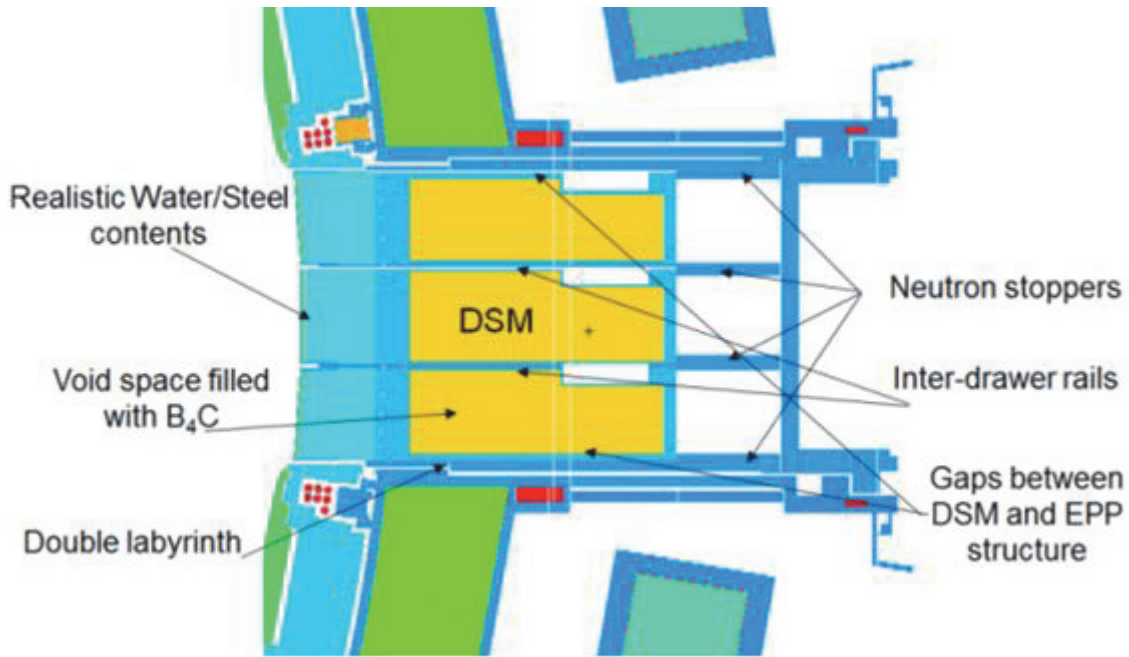 Realistic Water/Steel
contents
DSM
Void space filled
with B₄C
Double labyrinth
Neutron stoppers
Inter-drawer rails
Gaps between
DSM and EPP
structure